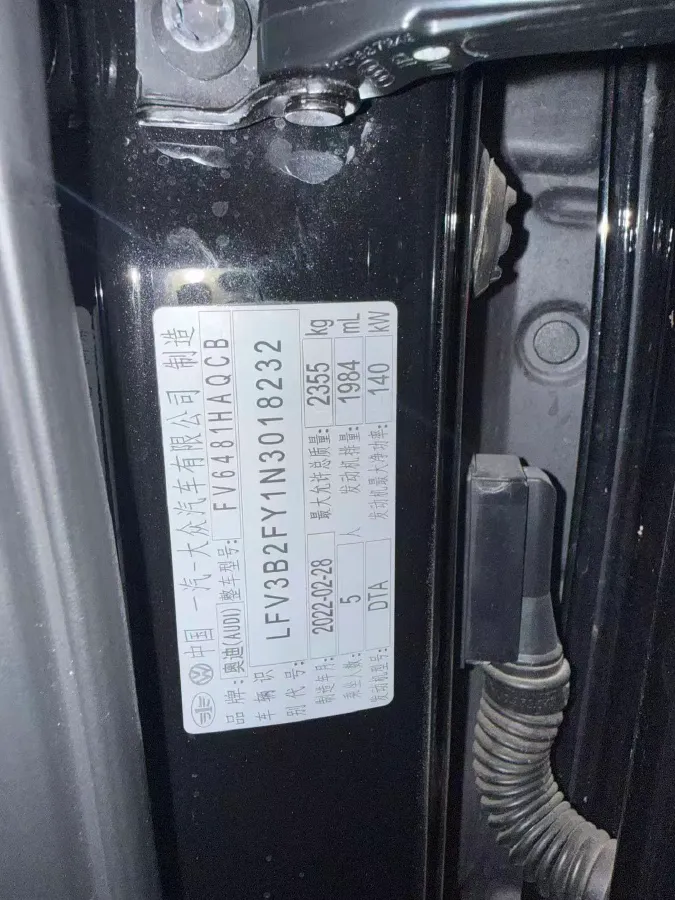 中国 一汽-大众汽车有限公司 制造
品牌:奥迪(AUDI) 整车型号: FV6481HAQCB
车辆识别代号: LFV3B2FY1N3018232
制造年月: 2022-02-28 最大允许总质量: 2355 kg
乘坐人数: 5 人 发动机排量: 1984 mL
发动机型号: DTA 发动机最大净功率: 140 kW